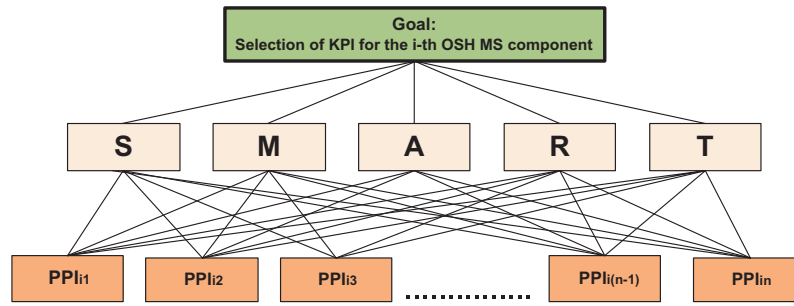 Goal:
Selection of KPI for the i-th OSH MS component
S M A R T
PPIi1 PPIi2 PPIi3 PPIi(n-1) PPIin